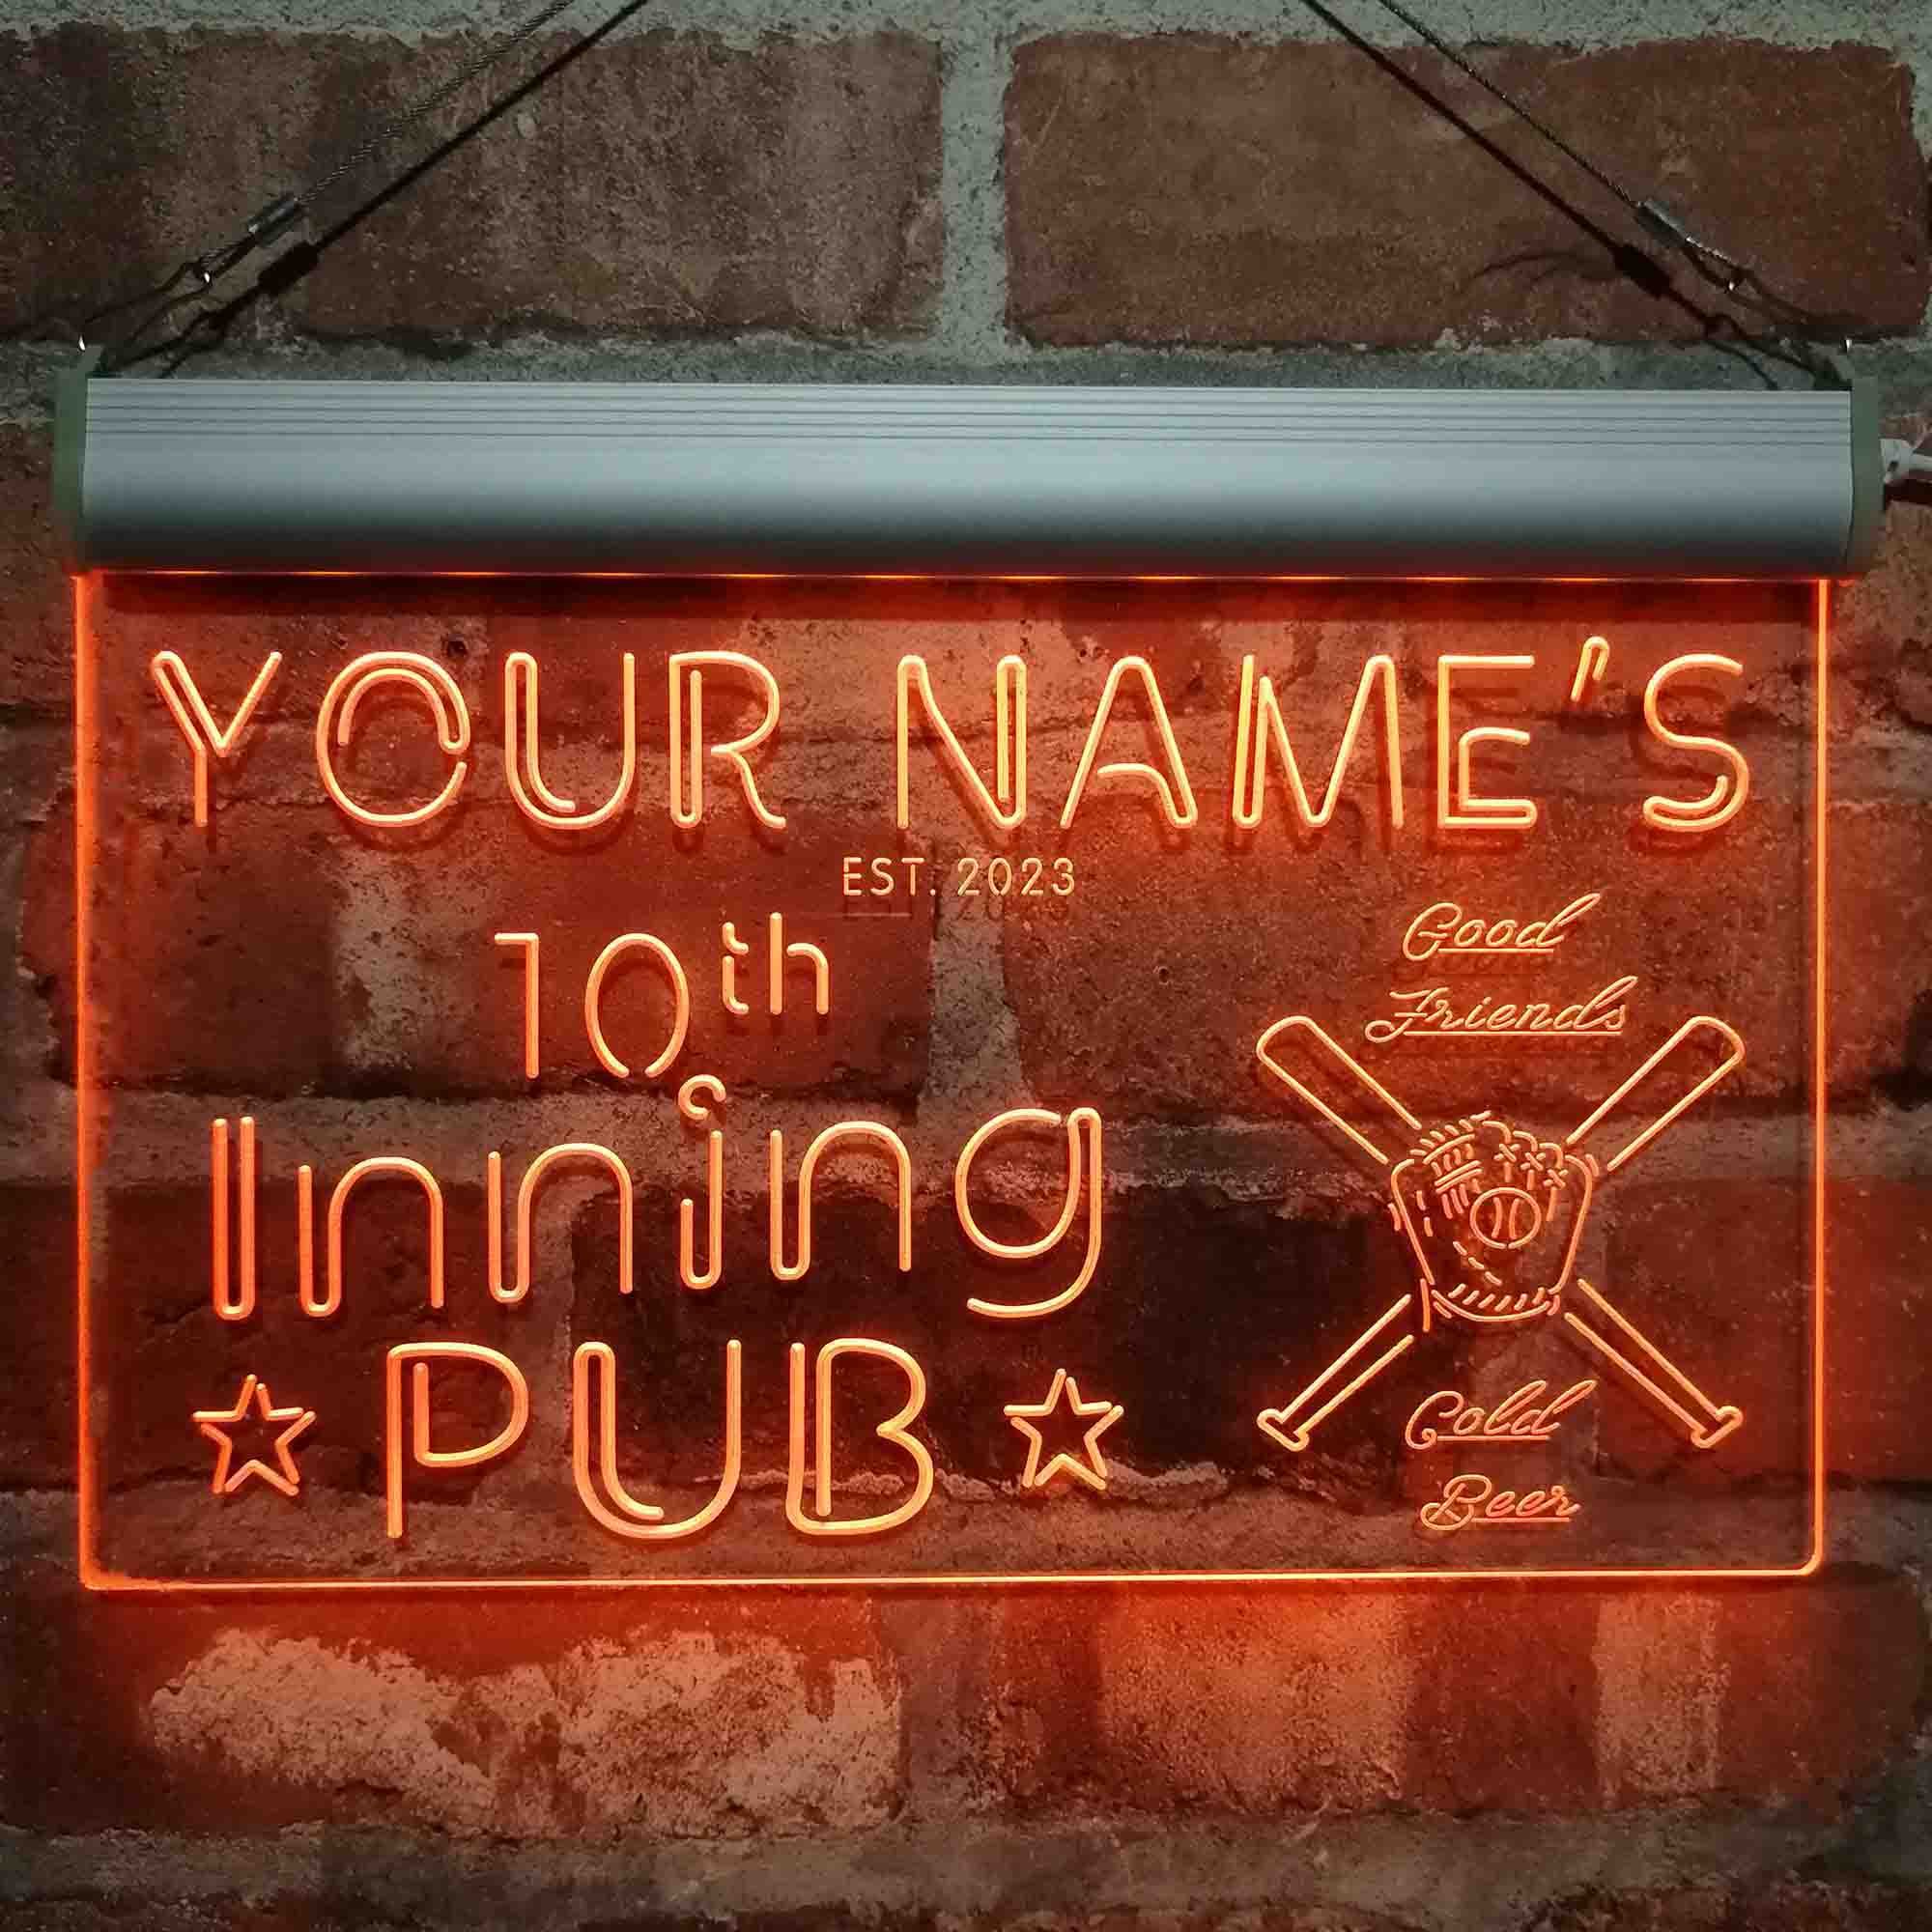 YOUR NAME'S
EST. 2023
10th
Inning
PUB
Good
Friends
Cold
Beer